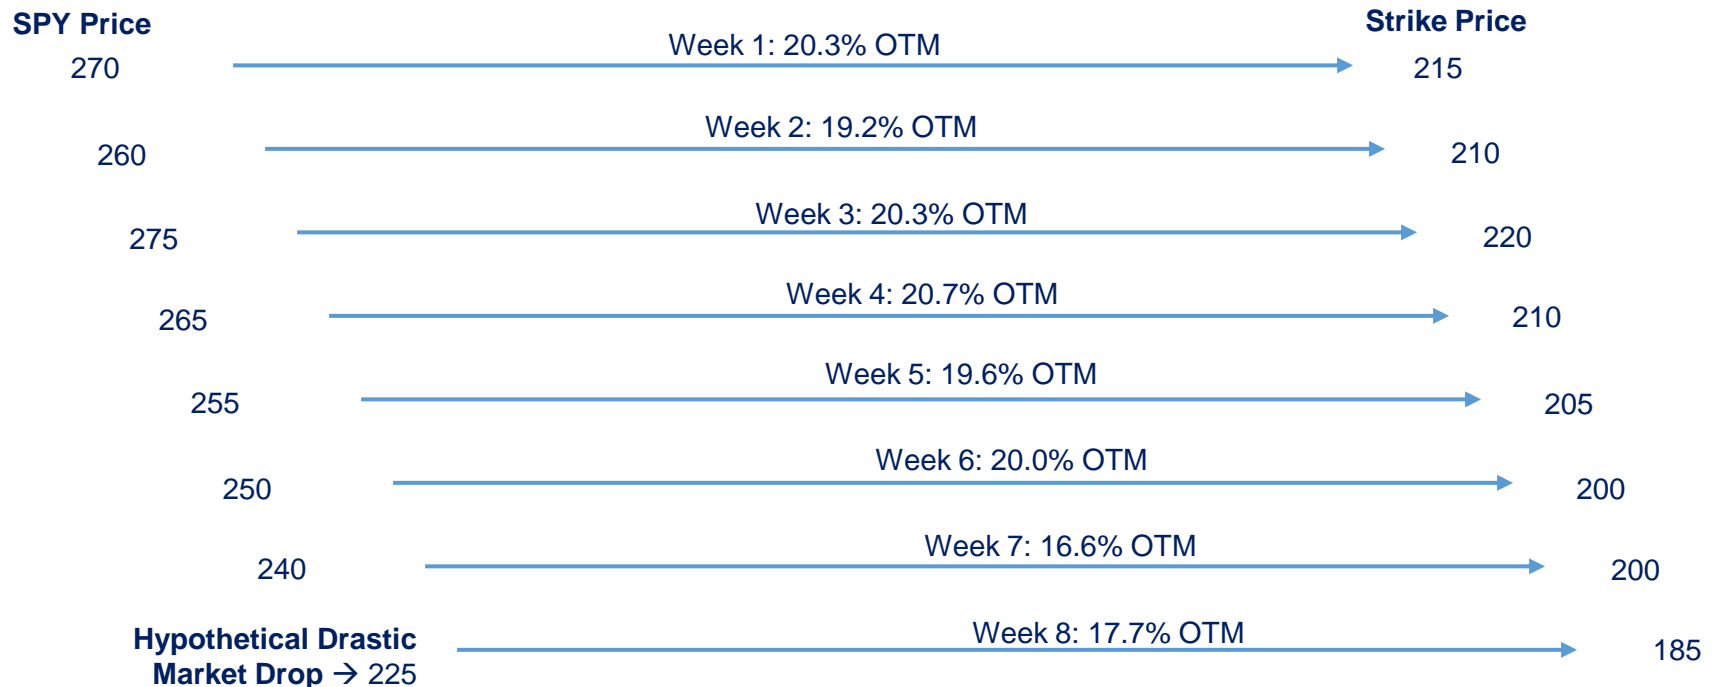 SPY Price
Strike Price
Week 1: 20.3% OTM
270
215
Week 2: 19.2% OTM
260
210
Week 3: 20.3% OTM
275
220
Week 4: 20.7% OTM
265
210
Week 5: 19.6% OTM
255
205
Week 6: 20.0% OTM
250
200
Week 7: 16.6% OTM
240
200
Week 8: 17.7% OTM
Hypothetical Drastic
Market Drop → 225
185